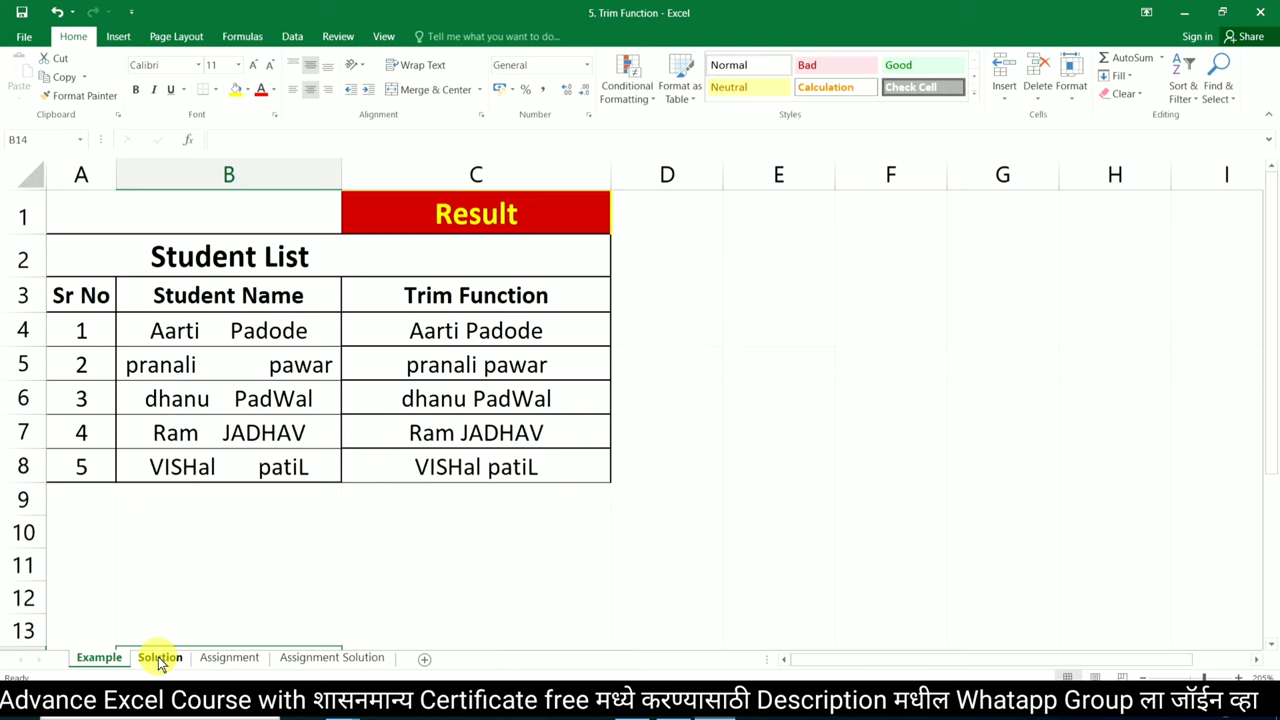 5. Trim Function - Excel
File Home Insert Page Layout Formulas Data Review View Tell me what you want to do... Sign in Share
Paste Cut Copy Format Painter Clipboard
Calibri 11 A A B I U A Font
Wrap Text Merge & Center Alignment
General % , Number
Conditional Formatting Format as Table
Normal Bad Good
Neutral Calculation Check Cell
Styles
Insert Delete Format Cells
AutoSum Fill Clear Sort & Filter Find & Select Editing
B14 fx
A B C D E F G H I
1 Result
2 Student List
3 Sr No Student Name Trim Function
4 1 Aarti Padode Aarti Padode
5 2 pranali pawar pranali pawar
6 3 dhanu PadWal dhanu PadWal
7 4 Ram JADHAV Ram JADHAV
8 5 VISHal patiL VISHal patiL
9
10
11
12
13
Example Solution Assignment Assignment Solution
Ready 205%
Advance Excel Course with शासनमान्य Certificate free मध्ये करण्यासाठी Description मधील Whatapp Group ला जॉईन व्हा